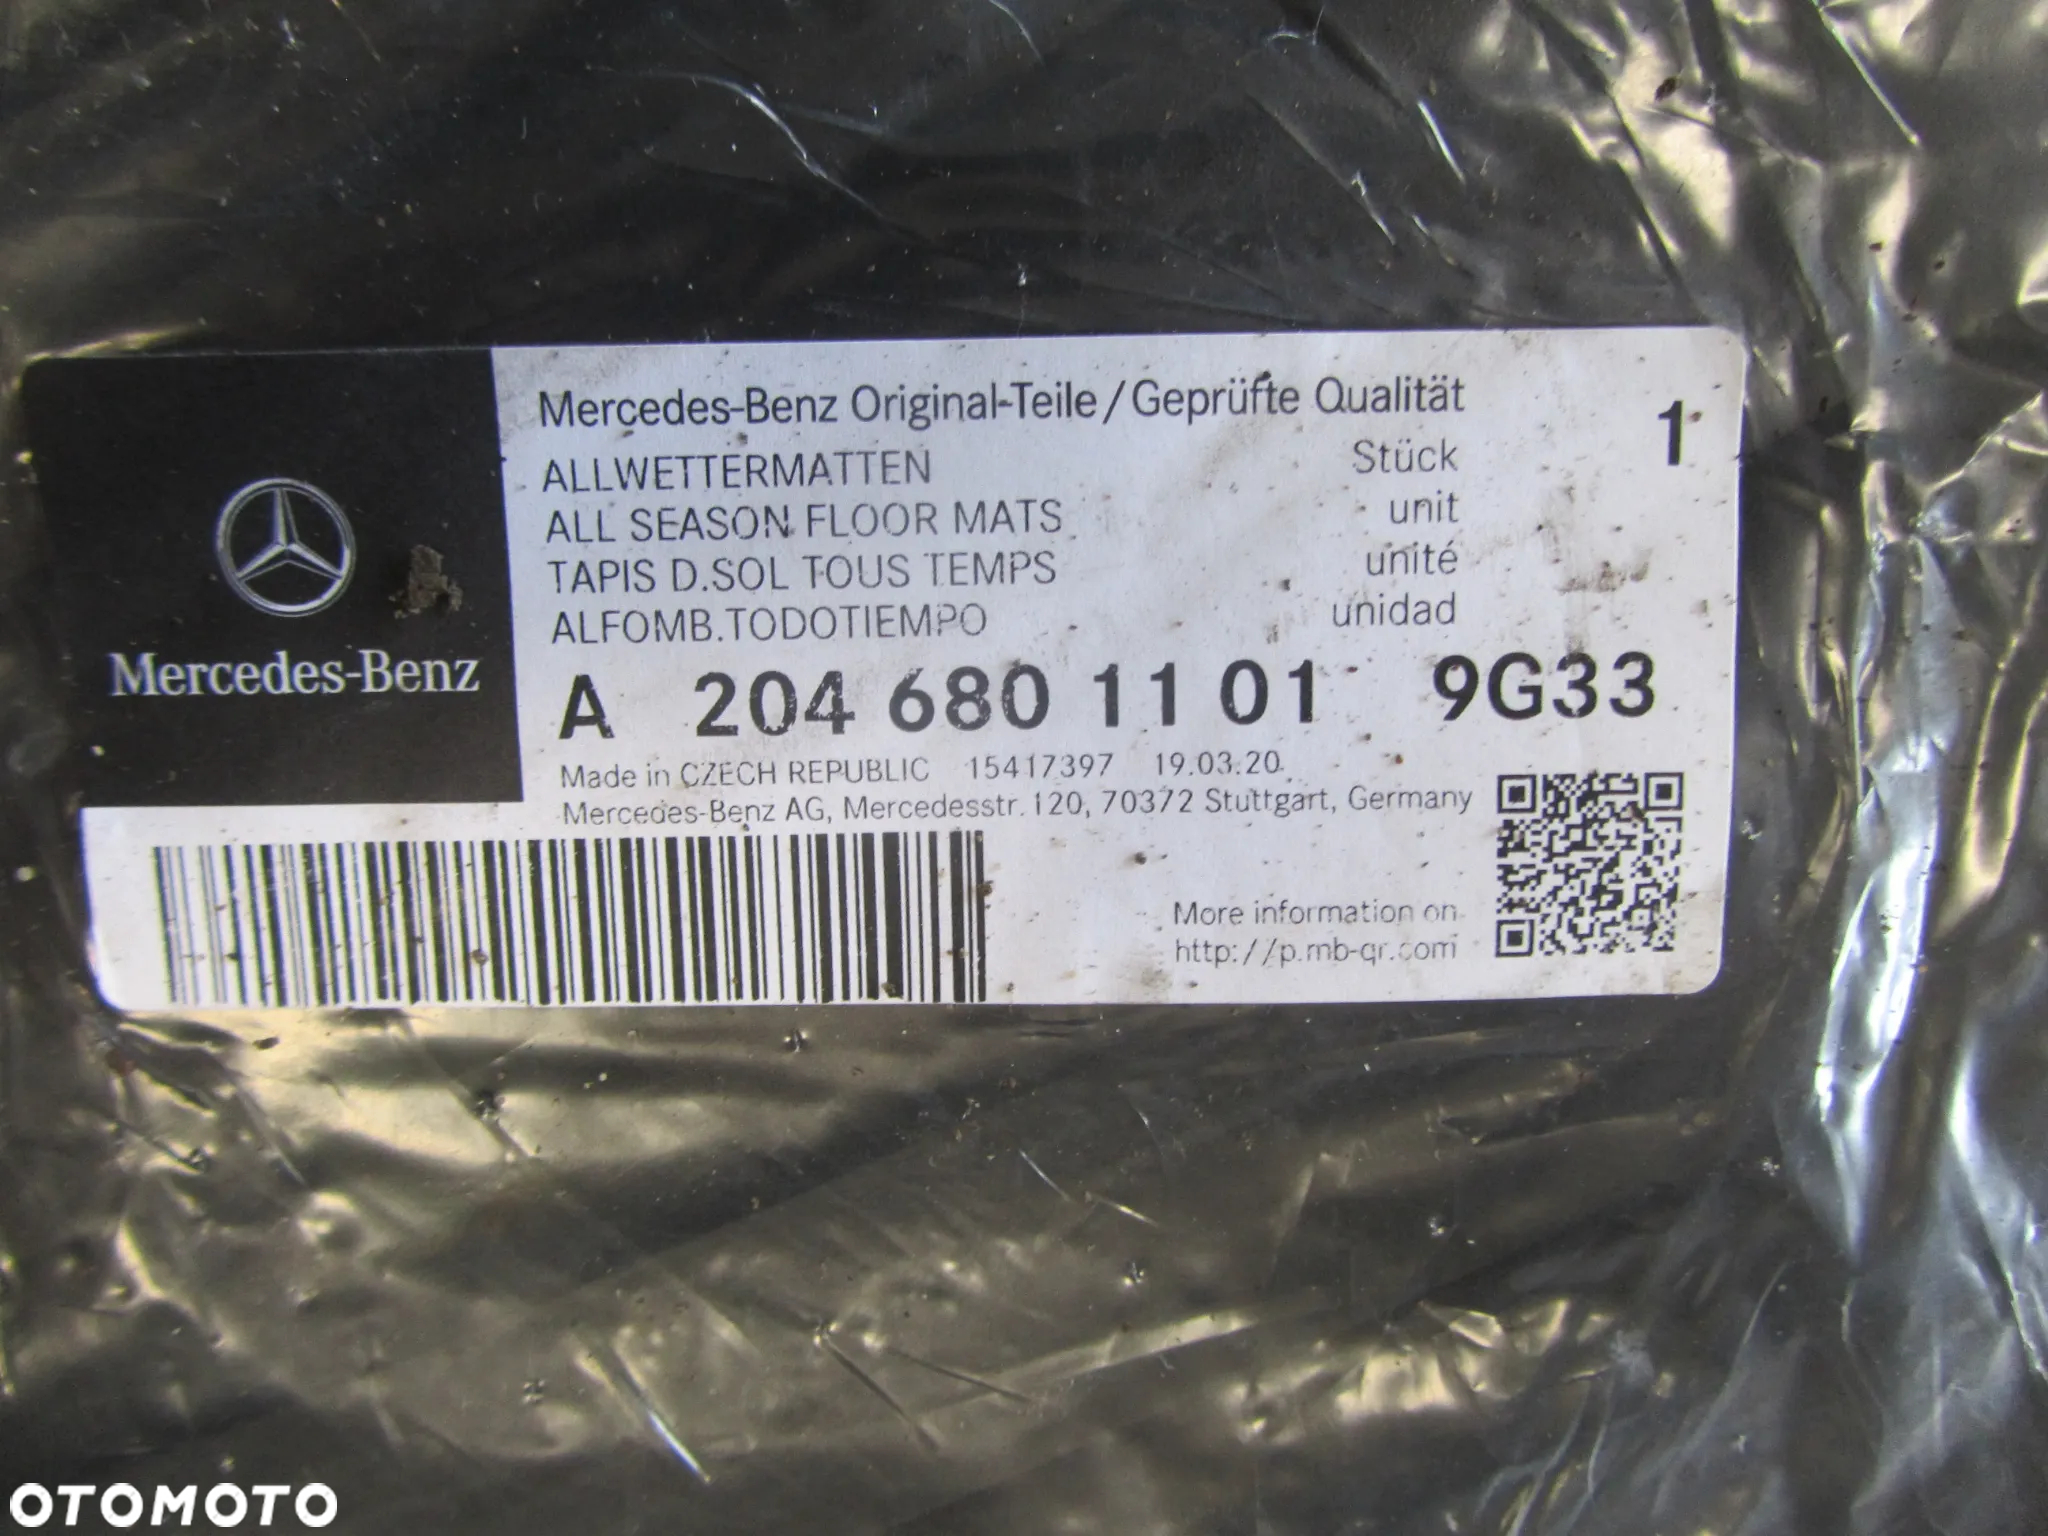 Mercedes-Benz
Mercedes-Benz Original-Teile/Geprüfte Qualität
ALLWETTERMATTEN Stück 1
ALL SEASON FLOOR MATS unit
TAPIS D.SOL TOUS TEMPS unité
ALFOMB.TODOTIEMPO unidad
A 204 680 11 01 9G33
Made in CZECH REPUBLIC 15417397 19.03.20
Mercedes-Benz AG, Mercedesstr. 120, 70372 Stuttgart, Germany
More information on
http://p.mb-qr.com
OTOMOTO